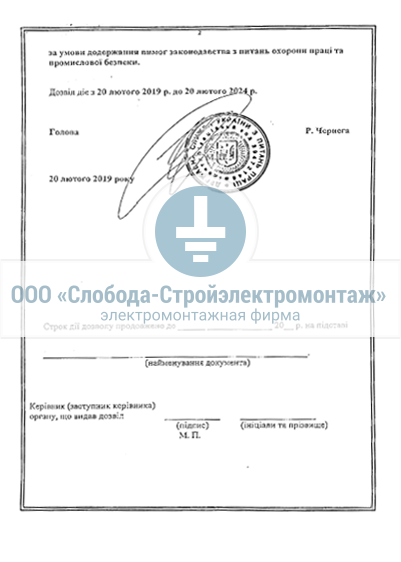 2
за умови додержання вимог законодавства з питань охорони праці та
промислової безпеки.
Дозвіл діє з 20 лютого 2019 р. до 20 лютого 2024 р.
Голова Р. Чернега
20 лютого 2019 року
ООО «Слобода-Стройэлектромонтаж»
электромонтажная фирма
Строк дії дозволу продовжено до ______ 20__ р. на підставі
(найменування документа)
Керівник (заступник керівника)
органу, що видав дозвіл
(підпис) (ініціали та прізвище)
М. П.